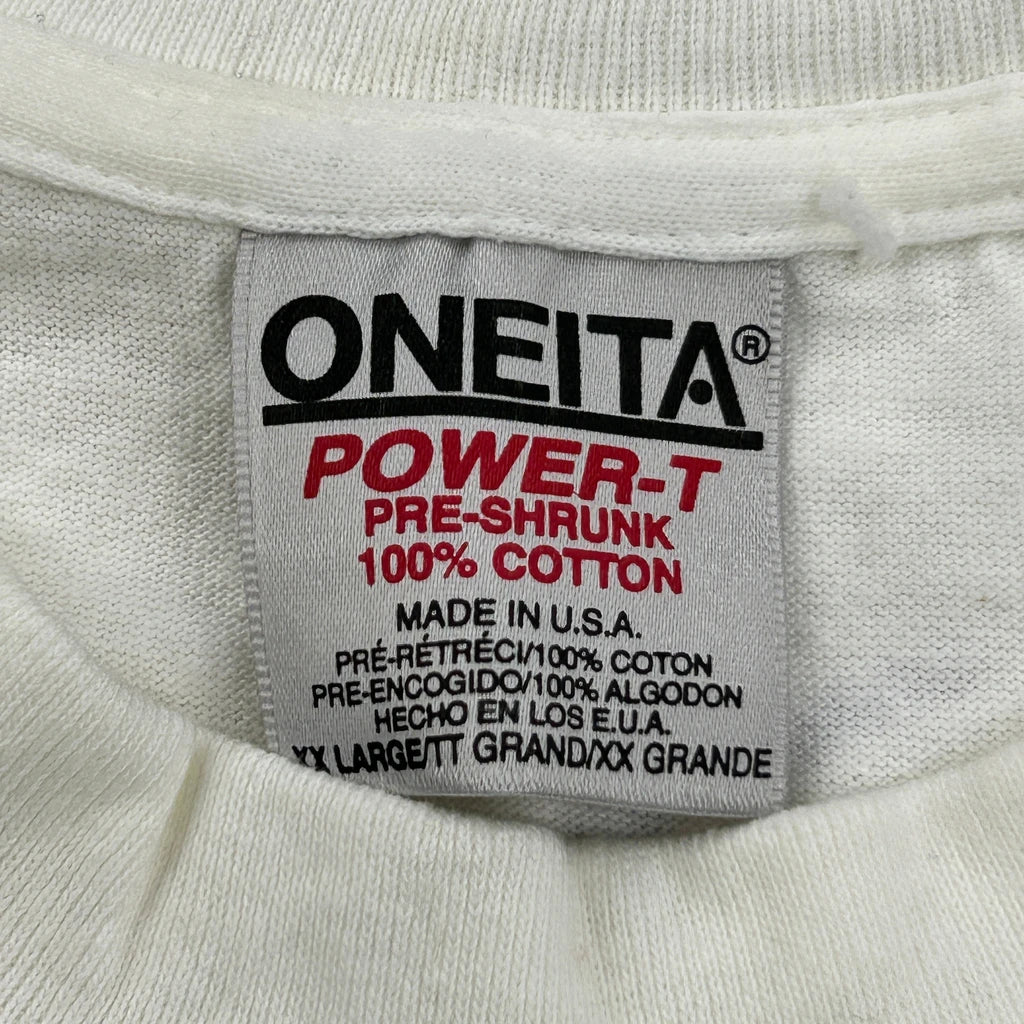 ONEITA®
POWER-T
PRE-SHRUNK
100% COTTON
MADE IN U.S.A.
PRÉ-RÉTRÉCI/100% COTON
PRE-ENCOGIDO/100% ALGODON
HECHO EN LOS E.U.A.
XX LARGE/TT GRAND/XX GRANDE